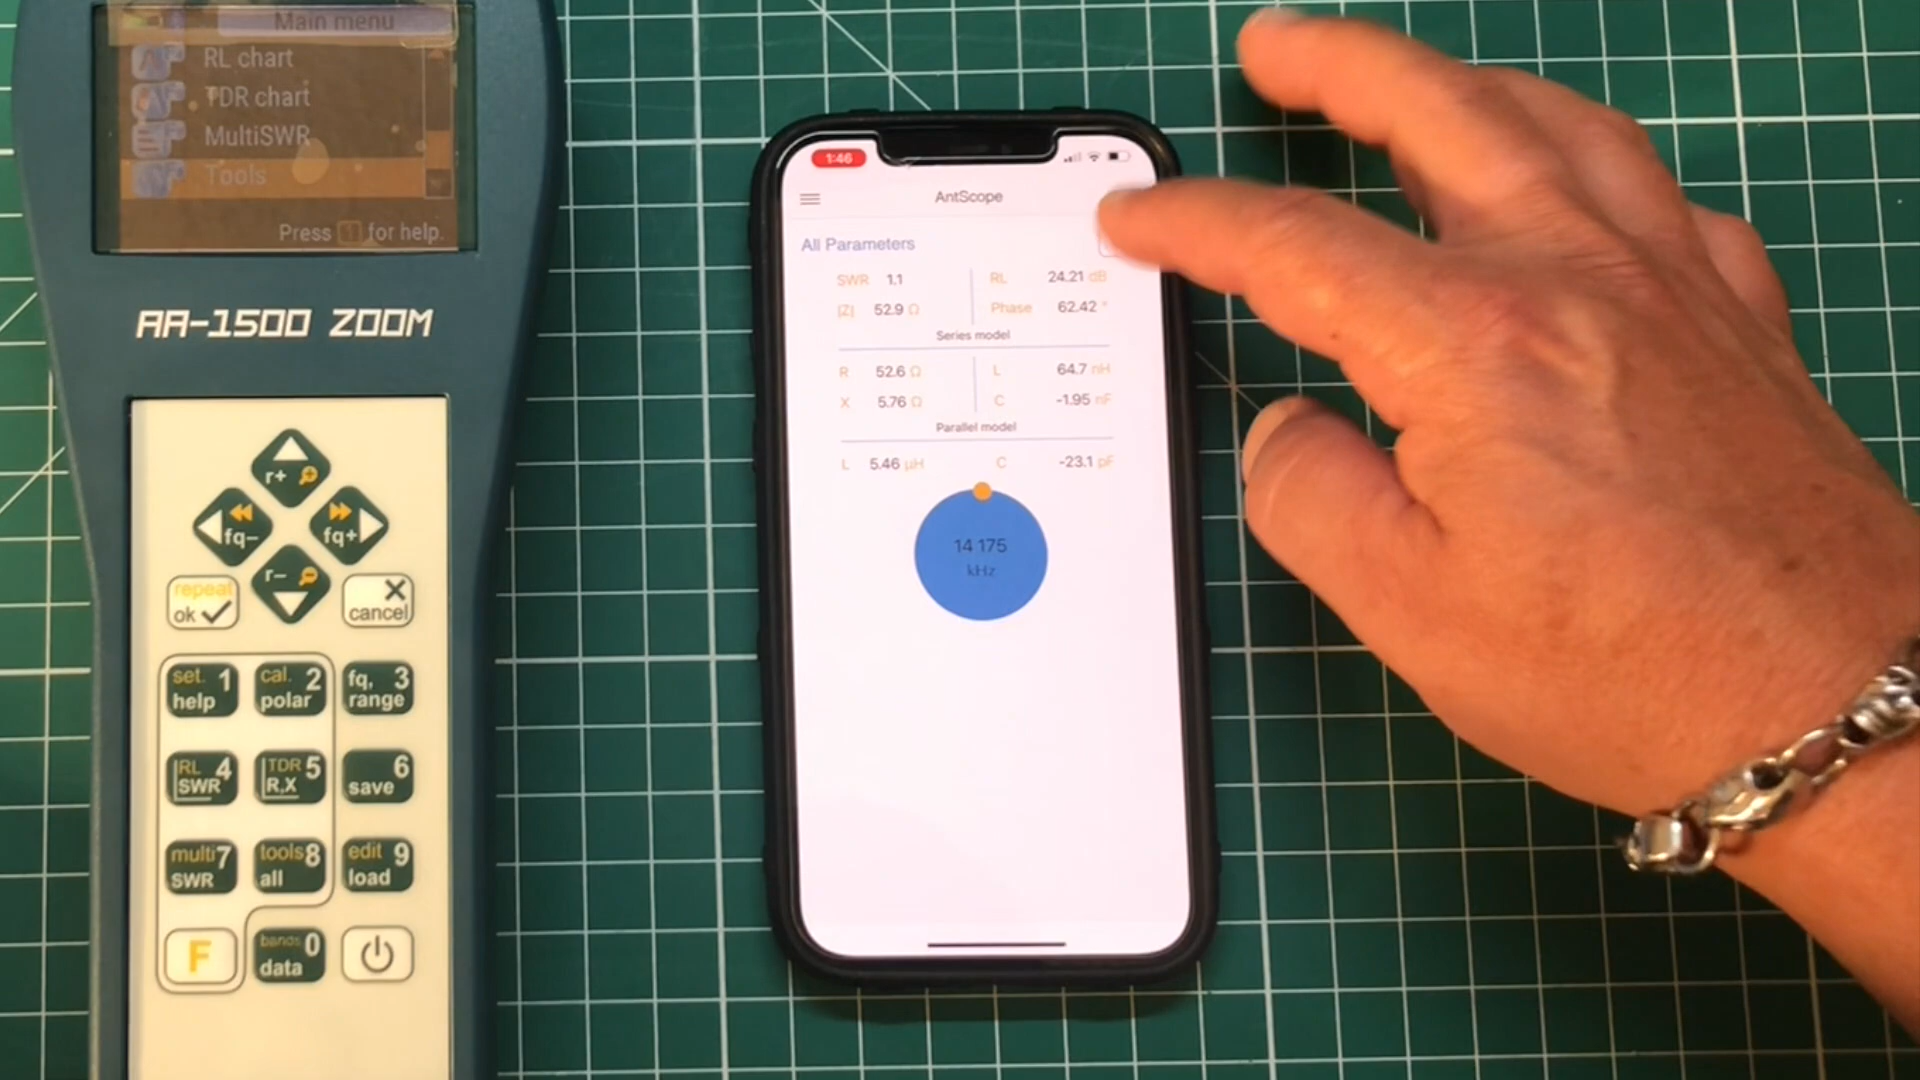 Main menu
RL chart
TDR chart
MultiSWR
Tools
Press 1 for help.
AA-1500 ZOOM
r+
fq-
fq+
r-
repeat
ok
cancel
set. 1
help
cal. 2
polar
fq, 3
range
RL 4
SWR
TDR 5
R,X
6
save
multi 7
SWR
tools 8
all
edit 9
load
F
bands 0
data
1:46
AntScope
All Parameters
SWR 1.1 RL 24.21 dB
|Z| 52.9 Ω Phase 62.42 °
Series model
R 52.6 Ω L 64.7 nH
X 5.76 Ω C -1.95 nF
Parallel model
L 5.46 µH C -23.1 pF
14 175
kHz